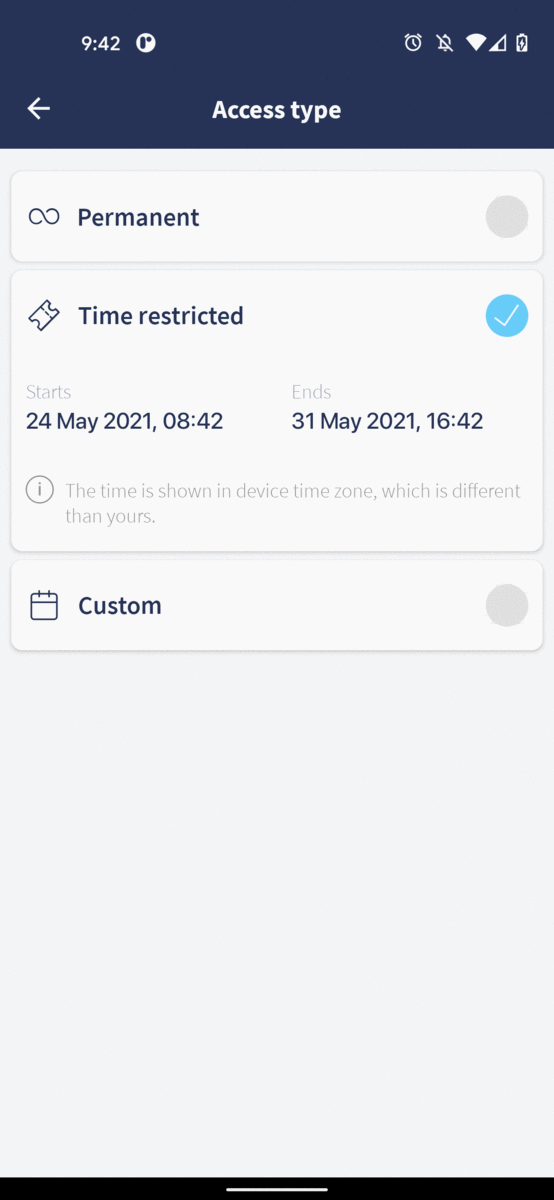 9:42
Access type
Permanent
Time restricted
Starts
Ends
24 May 2021, 08:42
31 May 2021, 16:42
The time is shown in device time zone, which is different
than yours.
Custom